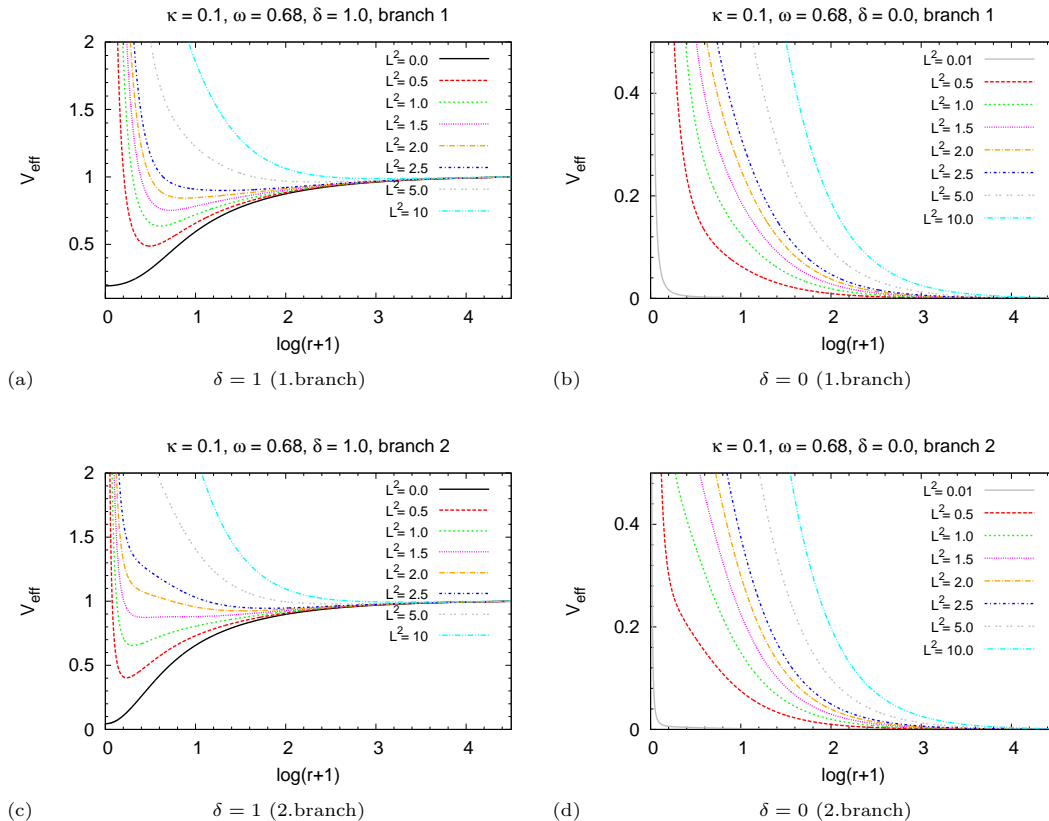 κ = 0.1, ω = 0.68, δ = 1.0, branch 1
V_eff
2
1.5
1
0.5
L²= 0.0
L²= 0.5
L²= 1.0
L²= 1.5
L²= 2.0
L²= 2.5
L²= 5.0
L²= 10
0 1 2 3 4
log(r+1)
(a) δ = 1 (1.branch)
κ = 0.1, ω = 0.68, δ = 0.0, branch 1
V_eff
0.4
0.2
0
L²= 0.01
L²= 0.5
L²= 1.0
L²= 1.5
L²= 2.0
L²= 2.5
L²= 5.0
L²= 10.0
0 1 2 3 4
log(r+1)
(b) δ = 0 (1.branch)
κ = 0.1, ω = 0.68, δ = 1.0, branch 2
V_eff
2
1.5
1
0.5
0
L²= 0.0
L²= 0.5
L²= 1.0
L²= 1.5
L²= 2.0
L²= 2.5
L²= 5.0
L²= 10
0 1 2 3 4
log(r+1)
(c) δ = 1 (2.branch)
κ = 0.1, ω = 0.68, δ = 0.0, branch 2
V_eff
0.4
0.2
0
L²= 0.01
L²= 0.5
L²= 1.0
L²= 1.5
L²= 2.0
L²= 2.5
L²= 5.0
L²= 10.0
0 1 2 3 4
log(r+1)
(d) δ = 0 (2.branch)